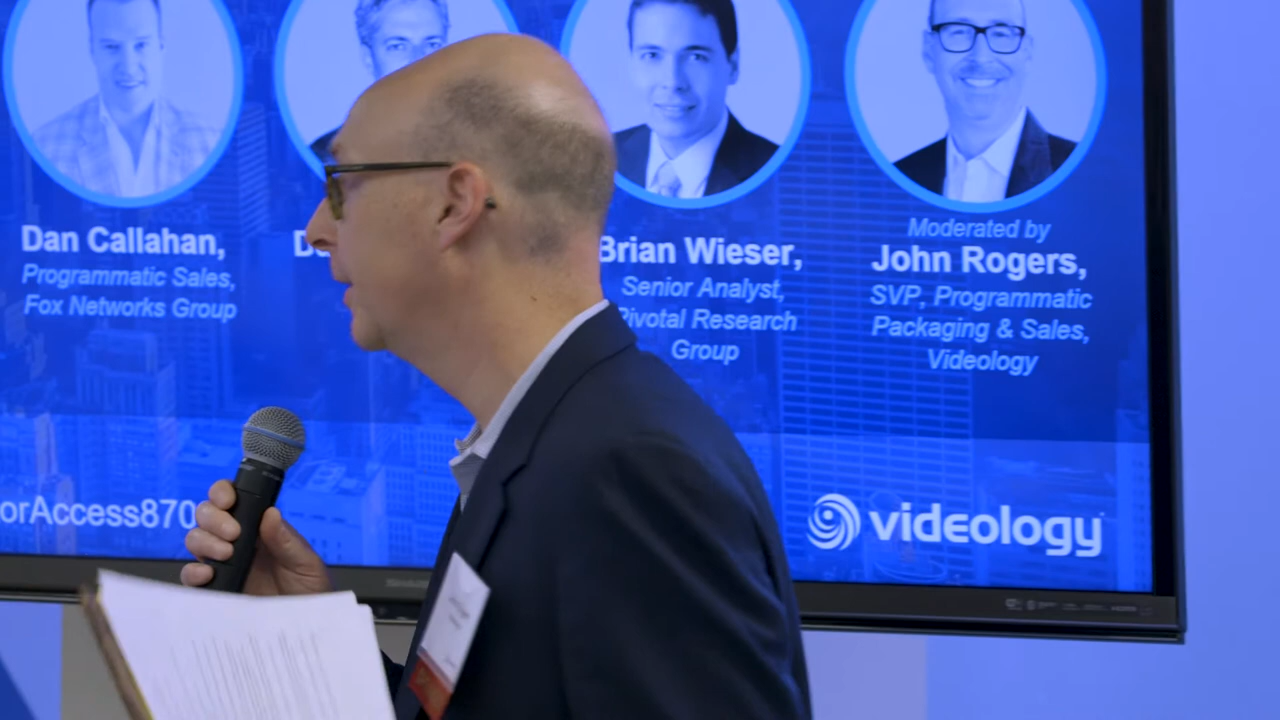 Dan Callahan,
Programmatic Sales,
Fox Networks Group
Brian Wieser,
Senior Analyst,
Pivotal Research
Group
Moderated by
John Rogers,
SVP, Programmatic
Packaging & Sales,
Videology
orAccess870
videology